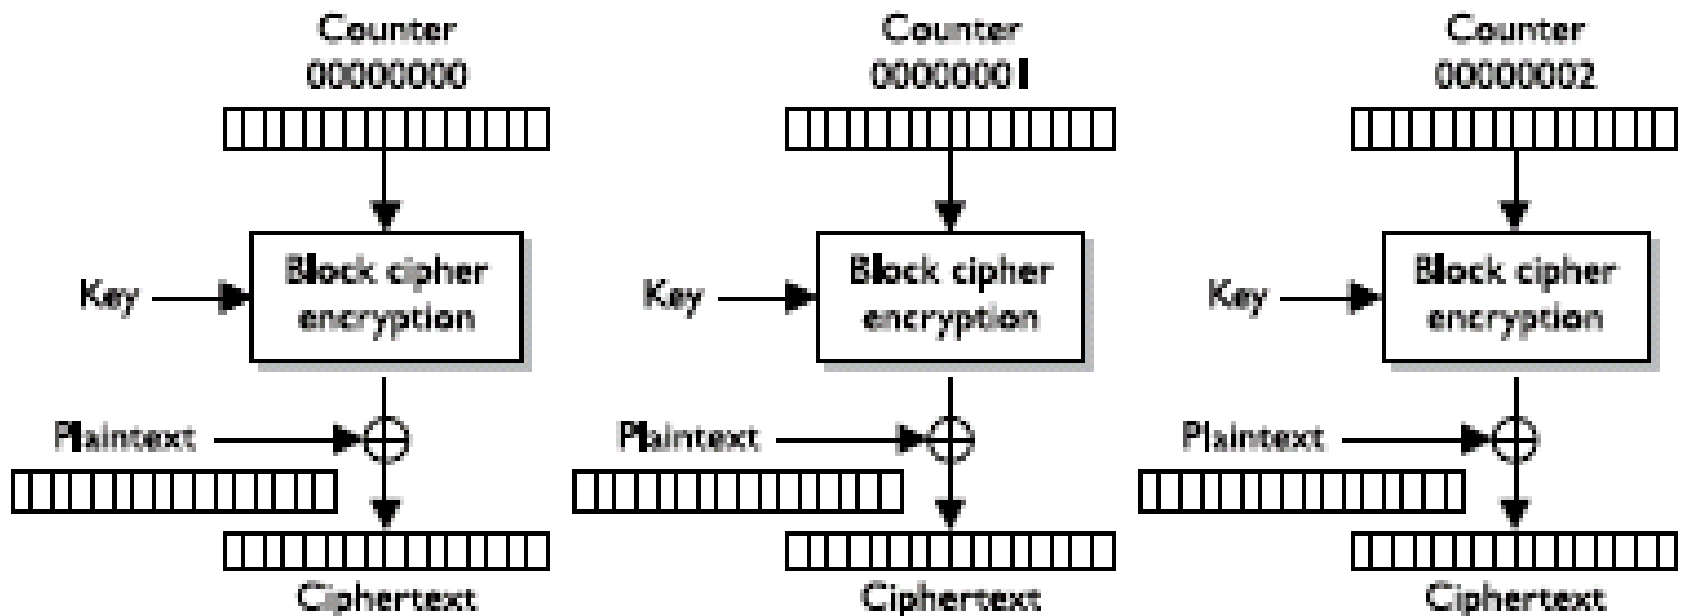 Counter
00000000
Counter
00000001
Counter
00000002
Key
Block cipher
encryption
Key
Block cipher
encryption
Key
Block cipher
encryption
Plaintext
Plaintext
Plaintext
Ciphertext
Ciphertext
Ciphertext